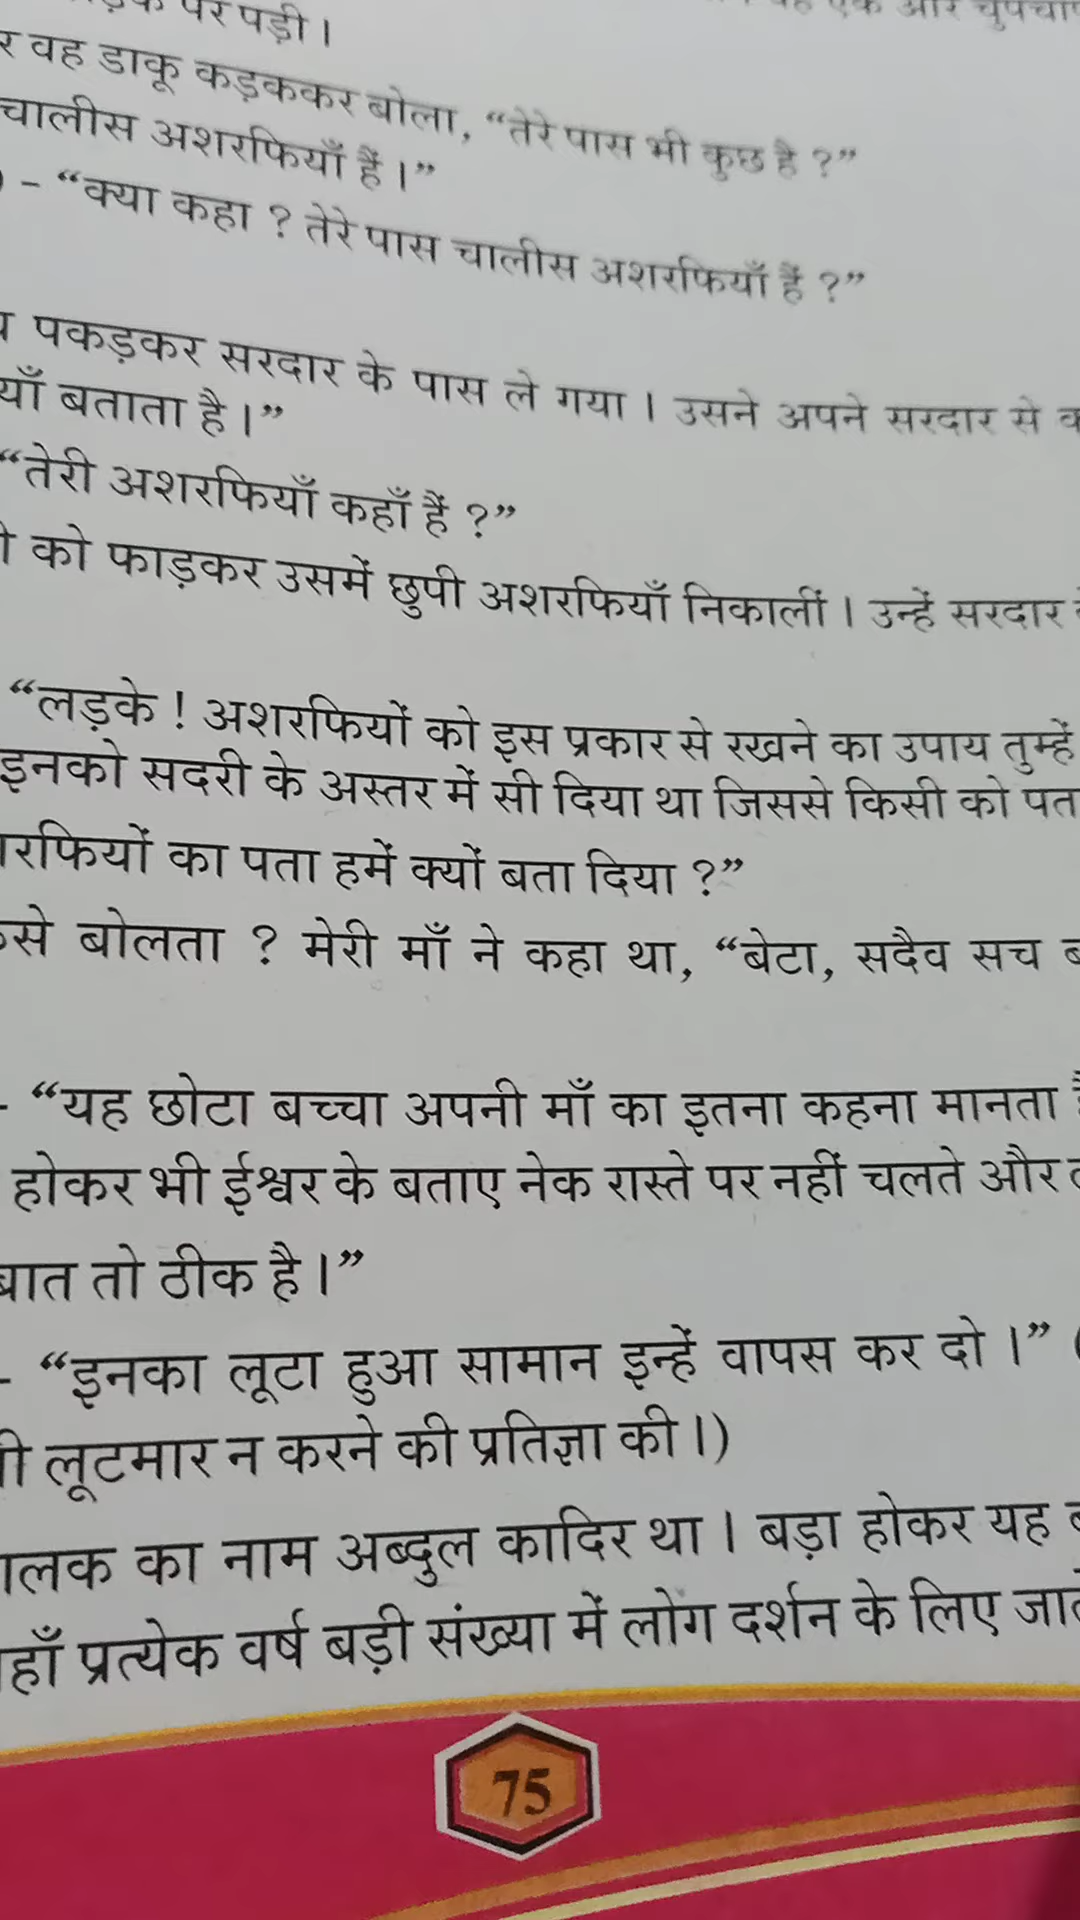 पर पड़ी ।
वह डाकू कड़ककर बोला, “तेरे पास भी कुछ है ?”
चालीस अशरफियाँ हैं ।”
- “क्या कहा ? तेरे पास चालीस अशरफियाँ हैं ?”
पकड़कर सरदार के पास ले गया । उसने अपने सरदार से
बताता है ।”
“तेरी अशरफियाँ कहाँ हैं ?”
को फाड़कर उसमें छुपी अशरफियाँ निकालीं । उन्हें सरदार
“लड़के ! अशरफियों को इस प्रकार से रखने का उपाय तुम्हें
इनको सदरी के अस्तर में सी दिया था जिससे किसी को
का पता हमें क्यों बता दिया ?”
बोलता ? मेरी माँ ने कहा था, “बेटा, सदैव सच
- “यह छोटा बच्चा अपनी माँ का इतना कहना मानता
होकर भी ईश्वर के बताए नेक रास्ते पर नहीं चलते और
बात तो ठीक है ।”
- “इनका लूटा हुआ सामान इन्हें वापस कर दो ।” (
लूटमार न करने की प्रतिज्ञा की ।)
का नाम अब्दुल कादिर था । बड़ा होकर यह
प्रत्येक वर्ष बड़ी संख्या में लोग दर्शन के लिए
75